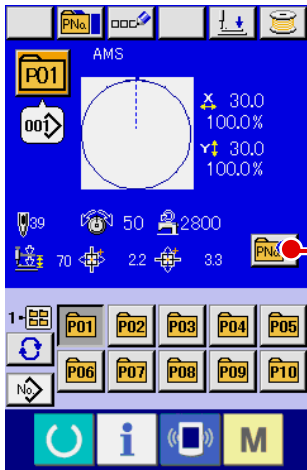 PNo.
AMS
P01
001
X 30.0
100.0%
Y 30.0
100.0%
39 50 2800
70 2.2 3.3
PNo.
1-
P01 P02 P03 P04 P05
P06 P07 P08 P09 P10
No.
i M